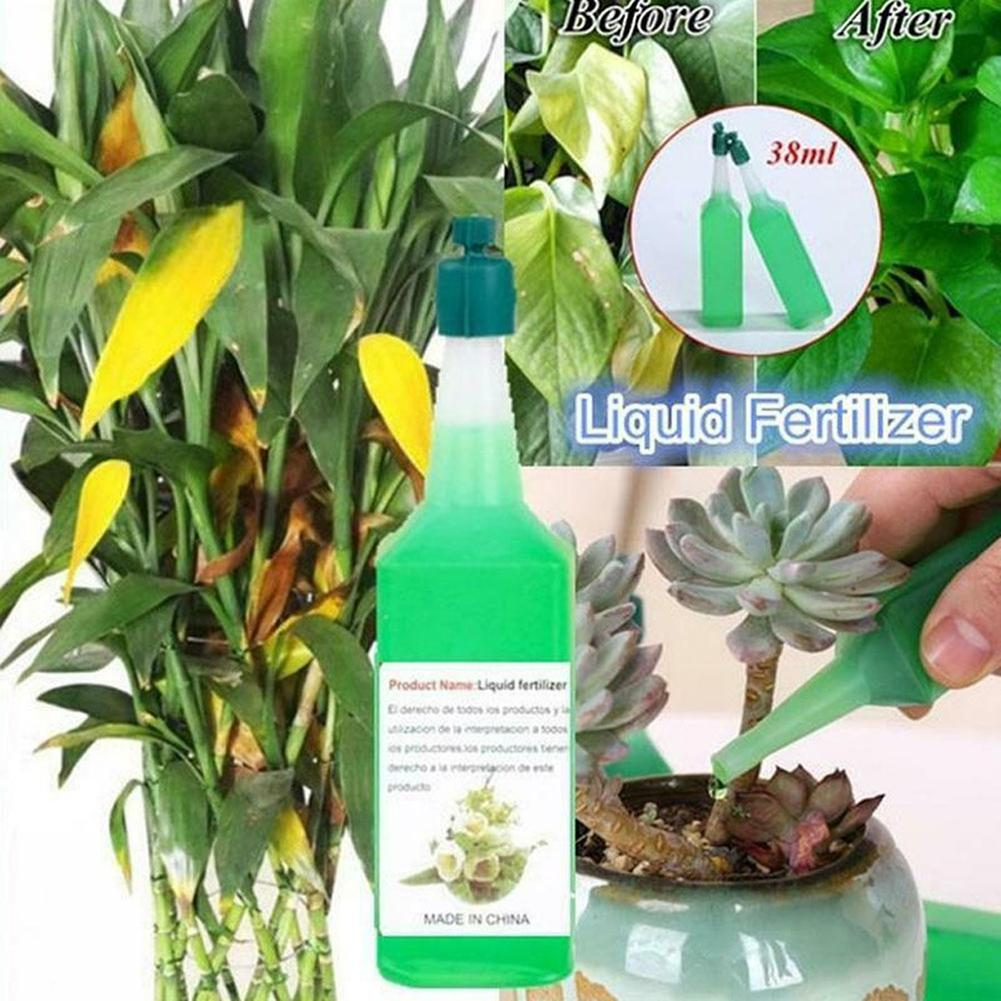 Before
After
38ml
Liquid Fertilizer
Product Name:Liquid fertilizer
El derecho de todos los productos y la
utilizacion de la interpretacion a todos
los productores.los productores tienen
derecho a la interpretacion de este
producto
MADE IN CHINA